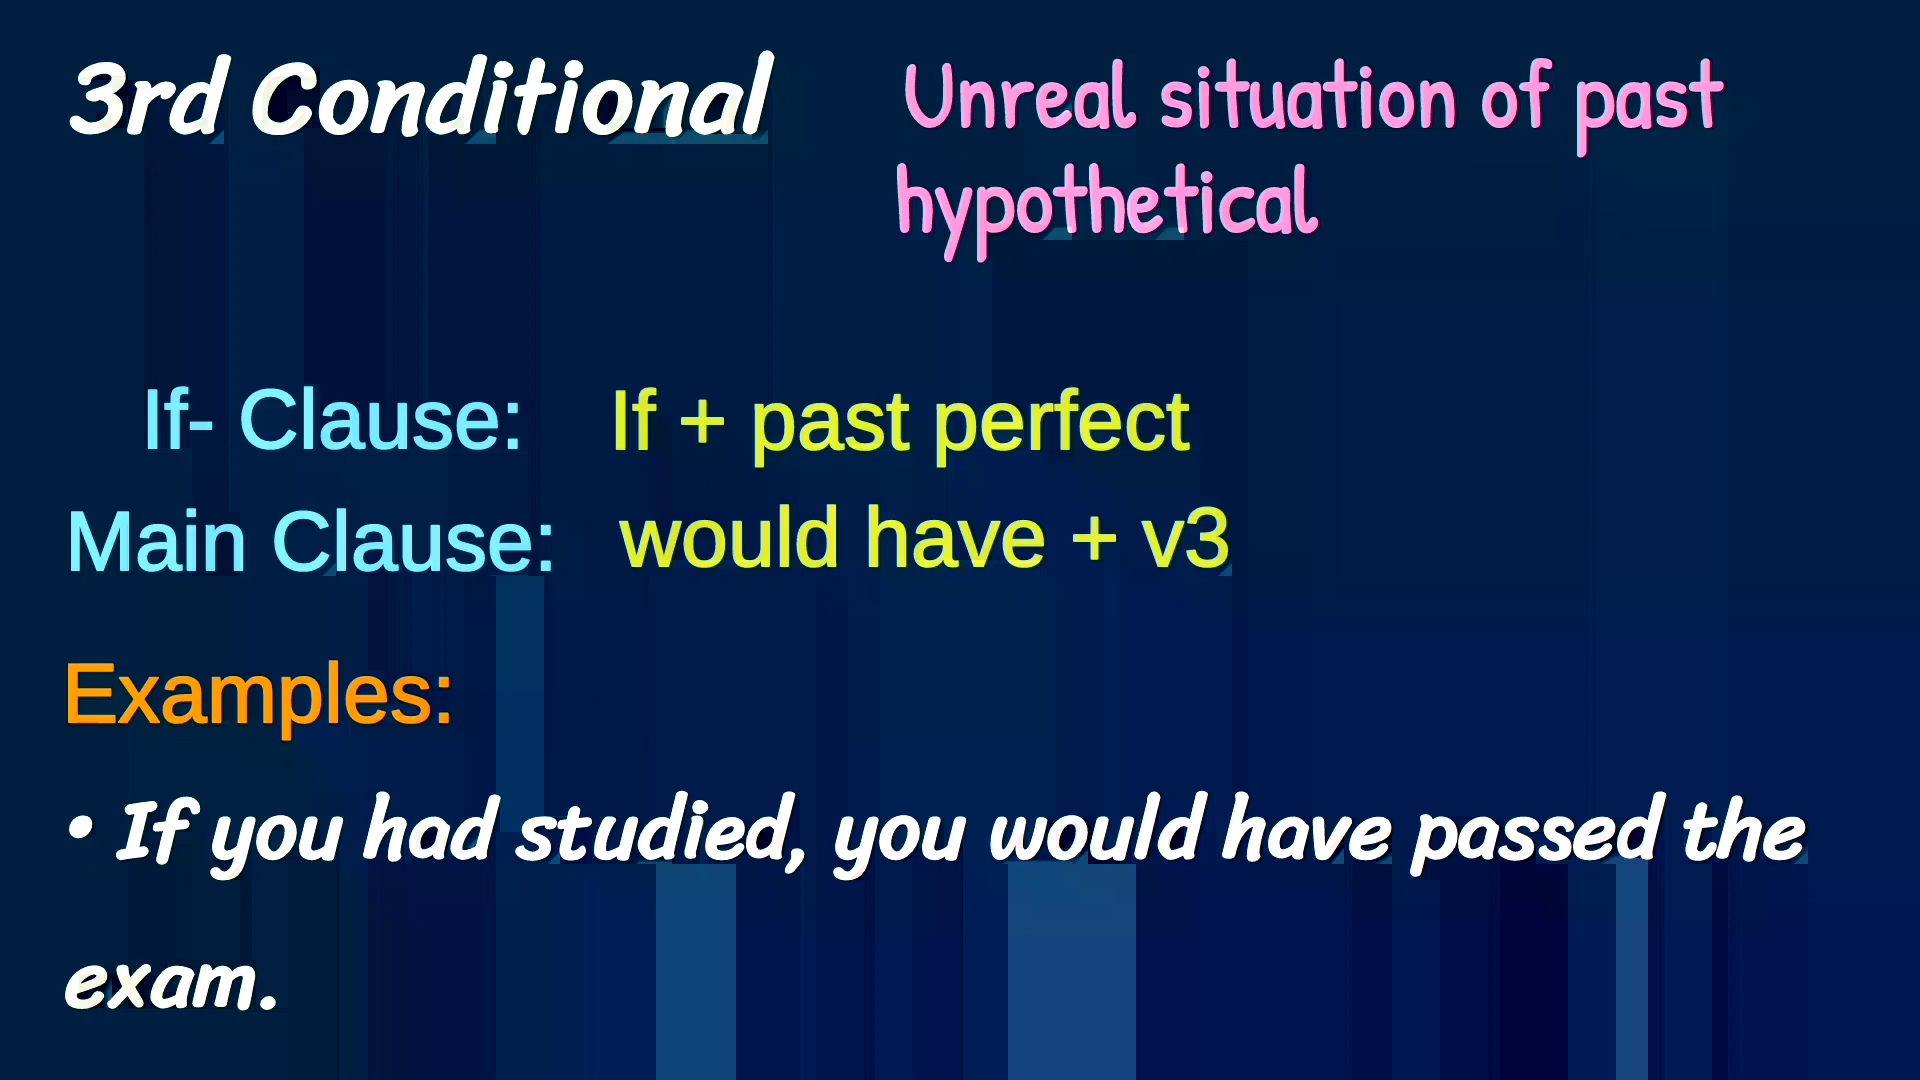 3rd Conditional
Unreal situation of past
hypothetical
If- Clause: If + past perfect
Main Clause: would have + v3
Examples:
• If you had studied, you would have passed the
exam.